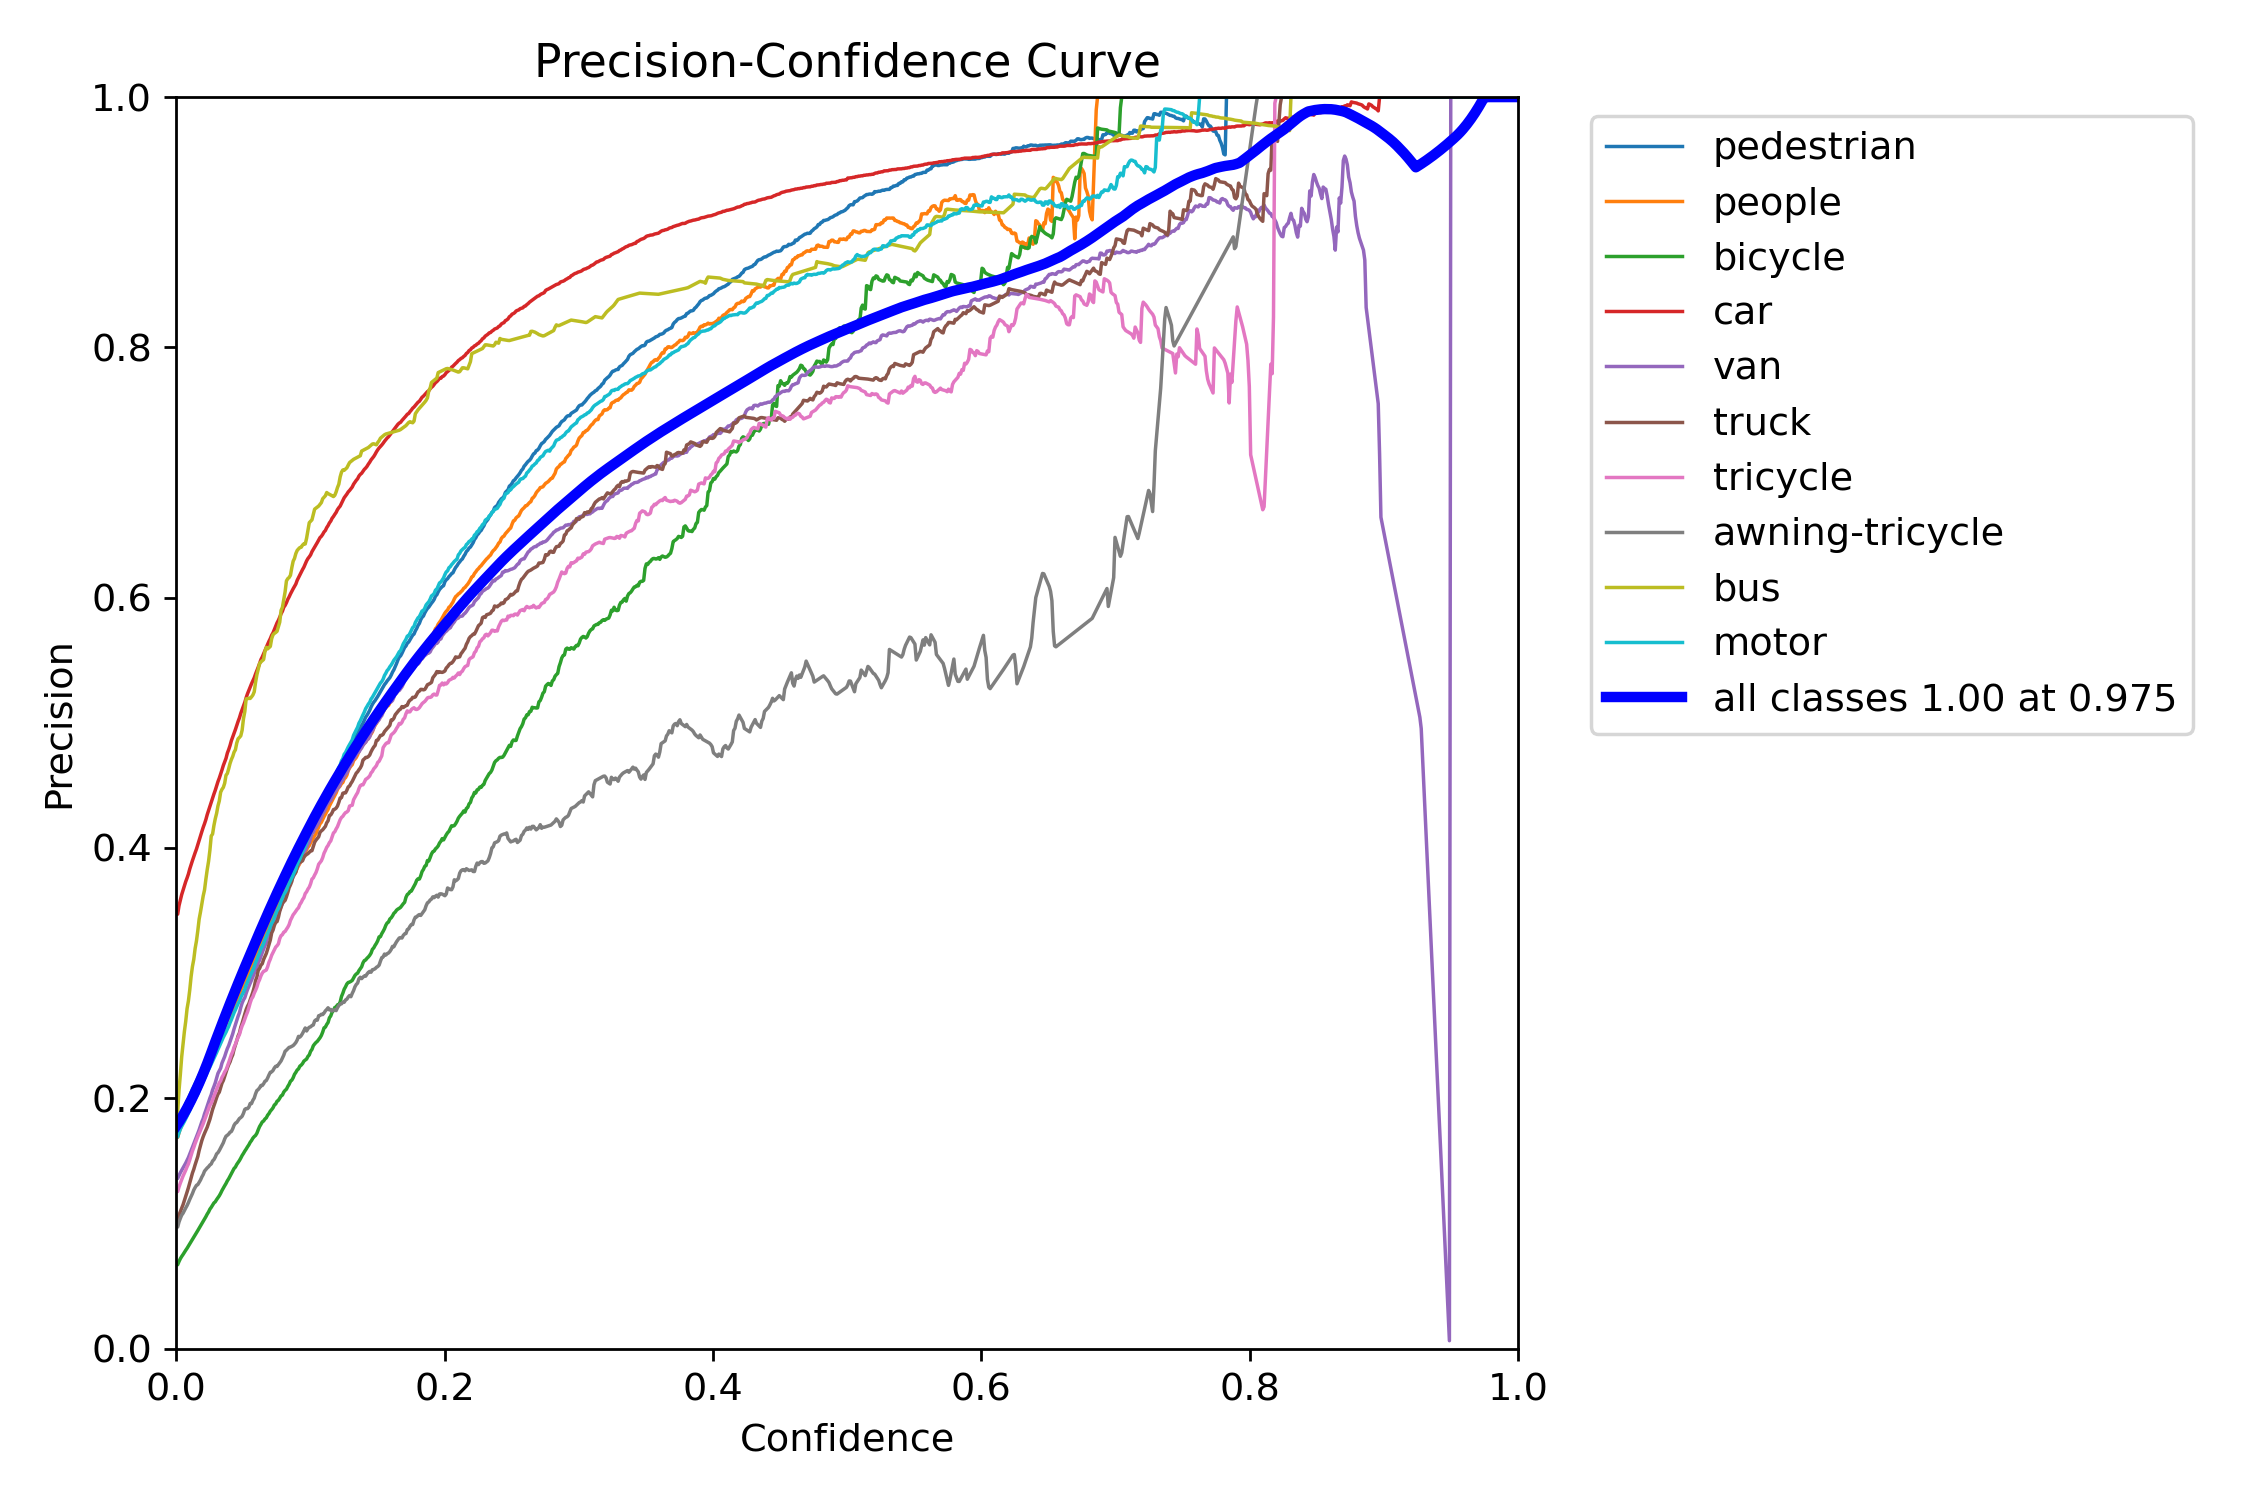 Precision-Confidence Curve
1.0
0.8
0.6
0.4
0.2
0.0
Precision
0.0 0.2 0.4 0.6 0.8 1.0
Confidence
pedestrian
people
bicycle
car
van
truck
tricycle
awning-tricycle
bus
motor
all classes 1.00 at 0.975